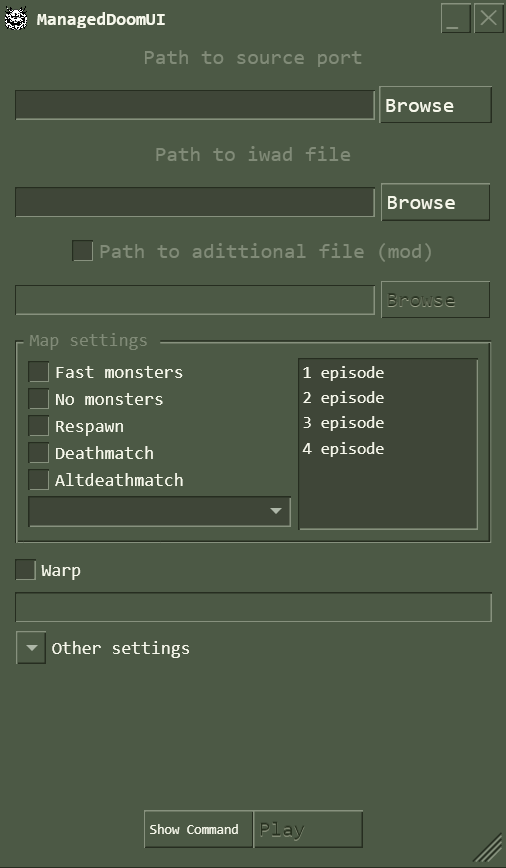 ManagedDoomUI
Path to source port
Browse
Path to iwad file
Browse
Path to adittional file (mod)
Browse
Map settings
Fast monsters
No monsters
Respawn
Deathmatch
Altdeathmatch
1 episode
2 episode
3 episode
4 episode
Warp
Other settings
Show Command
Play